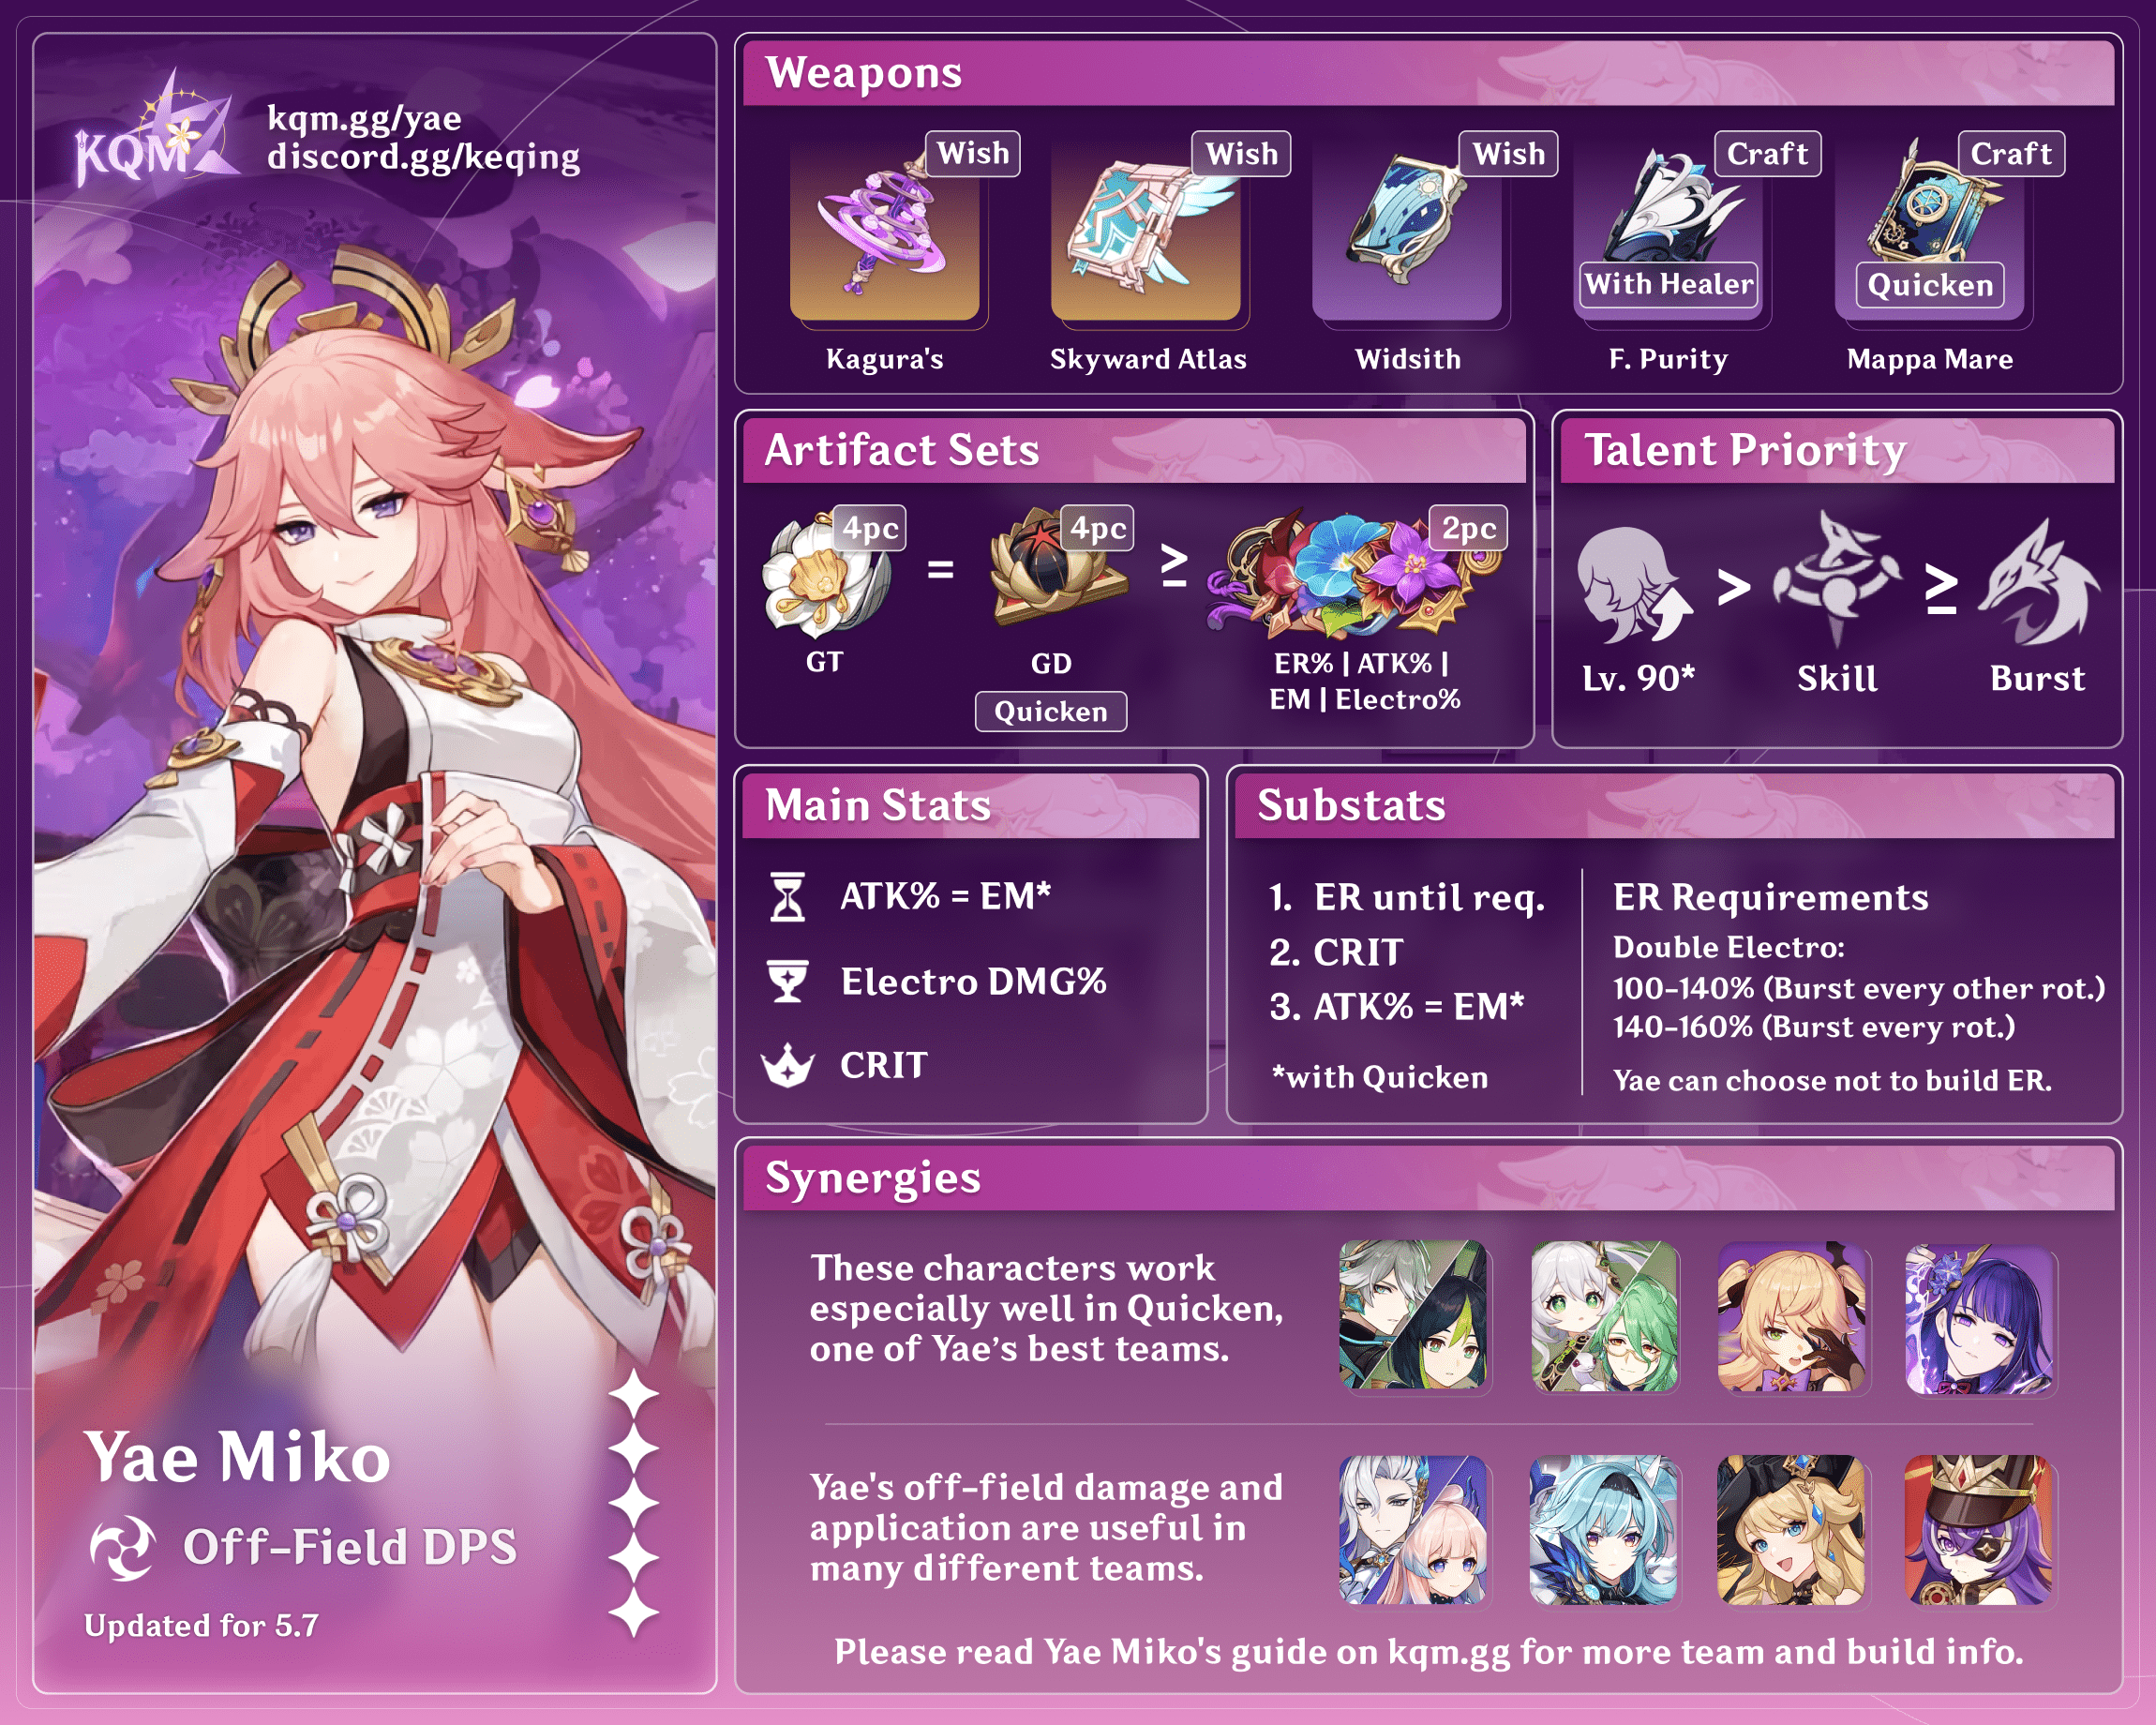 KQM
kqm.gg/yae
discord.gg/keqing
Yae Miko
Off-Field DPS
Updated for 5.7
Weapons
Wish
Wish
Wish
Craft
Craft
With Healer
Quicken
Kagura's
Skyward Atlas
Widsith
F. Purity
Mappa Mare
Artifact Sets
4pc
=
4pc
≥
2pc
GT
GD
Quicken
ER% | ATK% |
EM | Electro%
Talent Priority
>
≥
Lv. 90*
Skill
Burst
Main Stats
ATK% = EM*
Electro DMG%
CRIT
Substats
1. ER until req.
2. CRIT
3. ATK% = EM*
*with Quicken
ER Requirements
Double Electro:
100-140% (Burst every other rot.)
140-160% (Burst every rot.)
Yae can choose not to build ER.
Synergies
These characters work
especially well in Quicken,
one of Yae’s best teams.
Yae's off-field damage and
application are useful in
many different teams.
Please read Yae Miko's guide on kqm.gg for more team and build info.